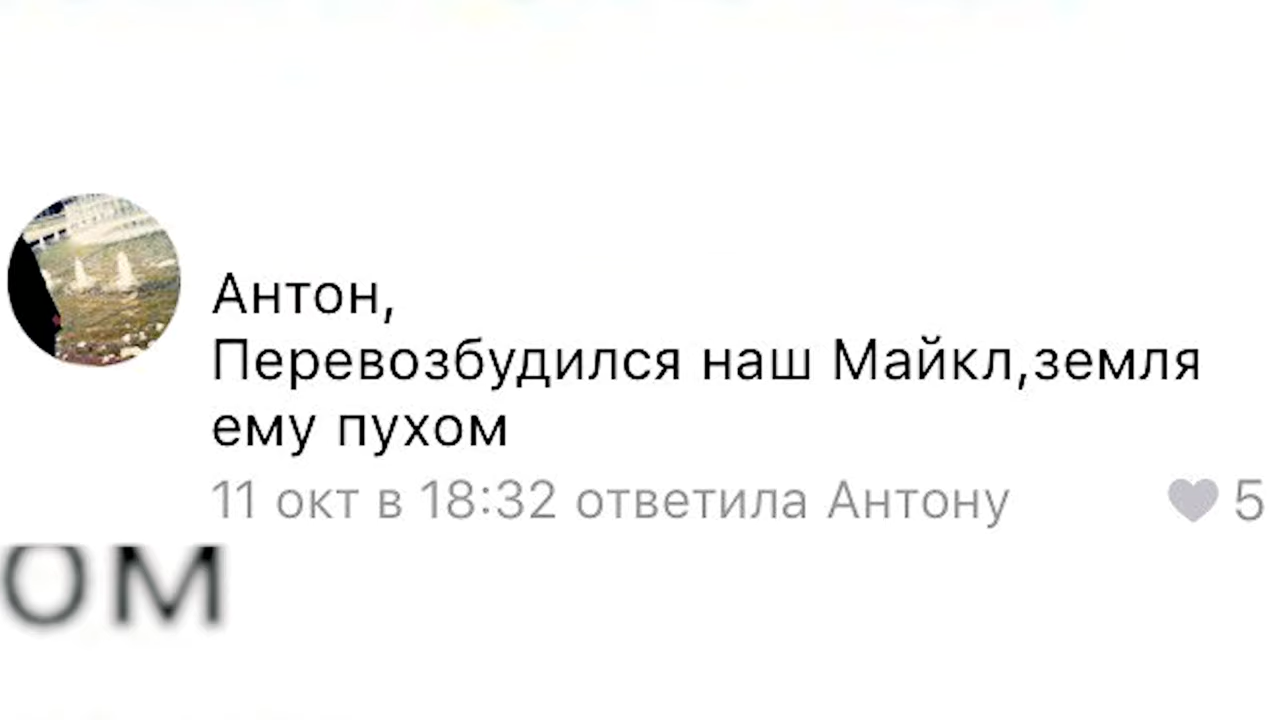 Антон,
Перевозбудился наш Майкл,земля
ему пухом
11 окт в 18:32 ответила Антону
5
ом